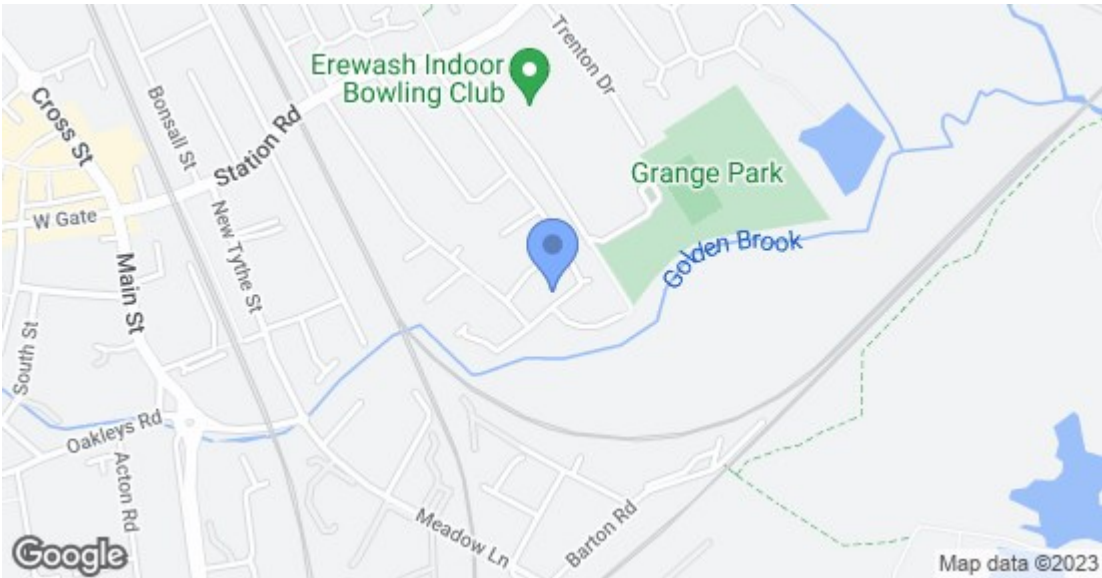 Erewash Indoor
Bowling Club
Trenton Dr
Cross St
Bonsall St
Station Rd
Grange Park
W Gate
New Tythe St
Golden Brook
Main St
South St
Oakleys Rd
Acton Rd
Meadow Ln
Barton Rd
Google
Map data ©2023